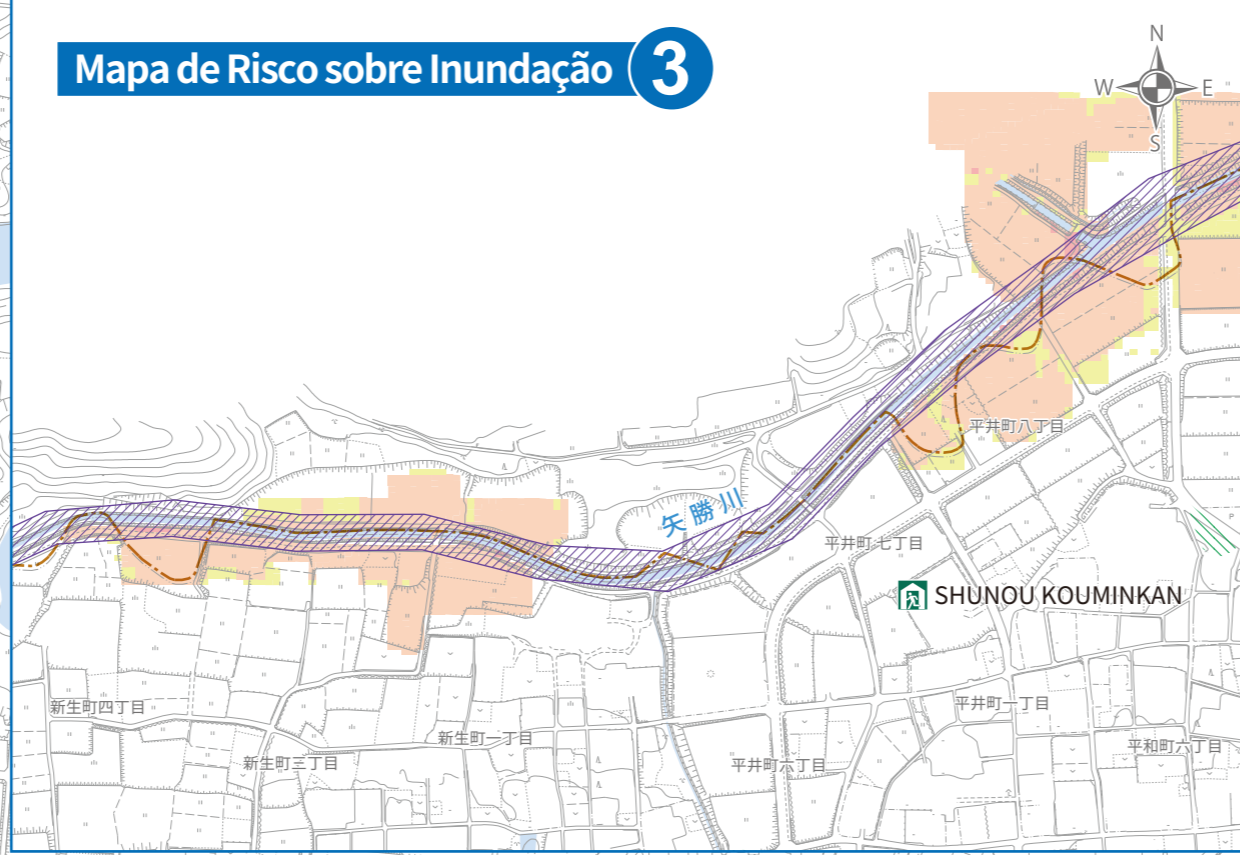 Mapa de Risco sobre Inundação 3
N
W E
S
平井町八丁目
矢勝川
平井町七丁目
SHUNOU KOUMINKAN
新生町四丁目
平井町一丁目
新生町一丁目
平和町六丁目
新生町三丁目
平井町六丁目